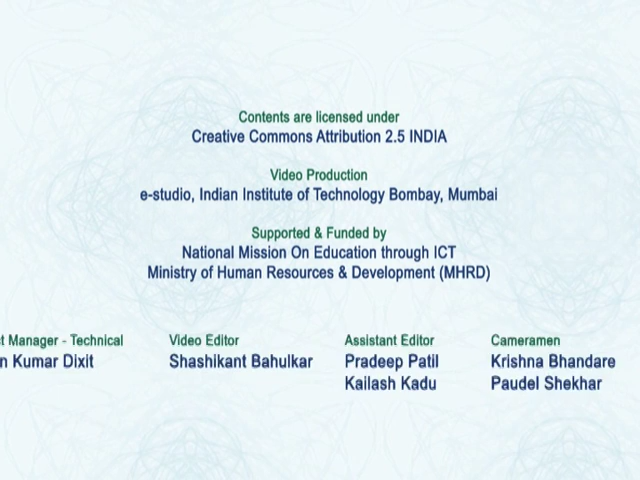 Contents are licensed under
Creative Commons Attribution 2.5 INDIA
Video Production
e-studio, Indian Institute of Technology Bombay, Mumbai
Supported & Funded by
National Mission On Education through ICT
Ministry of Human Resources & Development (MHRD)
Manager - Technical
Kumar Dixit
Video Editor
Shashikant Bahulkar
Assistant Editor
Pradeep Patil
Kailash Kadu
Cameramen
Krishna Bhandare
Paudel Shekhar